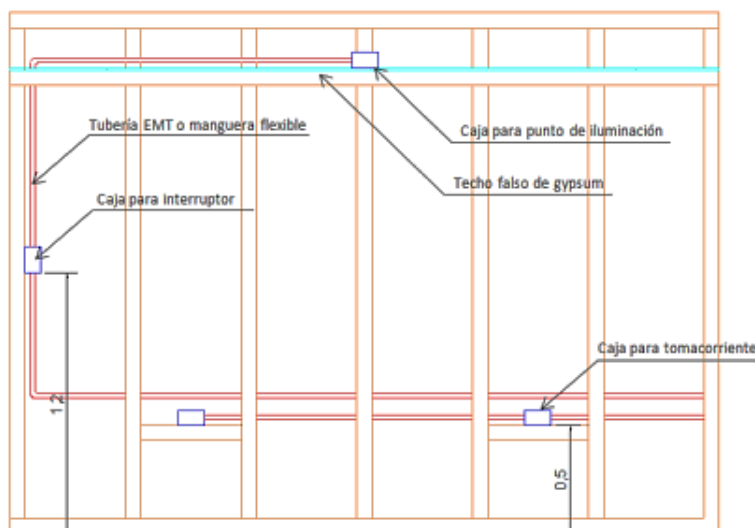 Tubería EMT o manguera flexible
Caja para punto de iluminación
Techo falso de gypsum
Caja para interruptor
Caja para tomacorriente
1,2
0,5